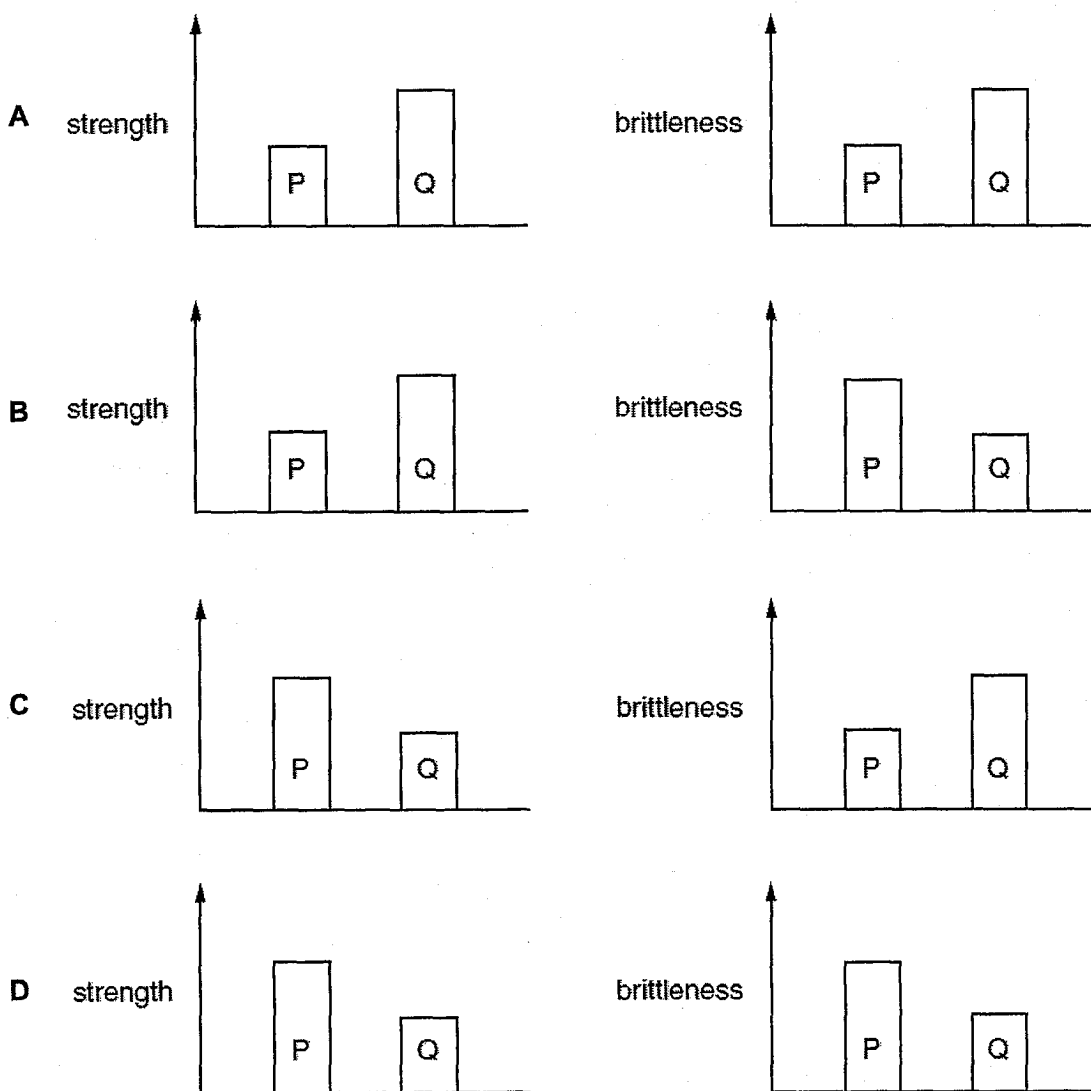 A strength P Q brittleness P Q
B strength P Q brittleness P Q
C strength P Q brittleness P Q
D strength P Q brittleness P Q